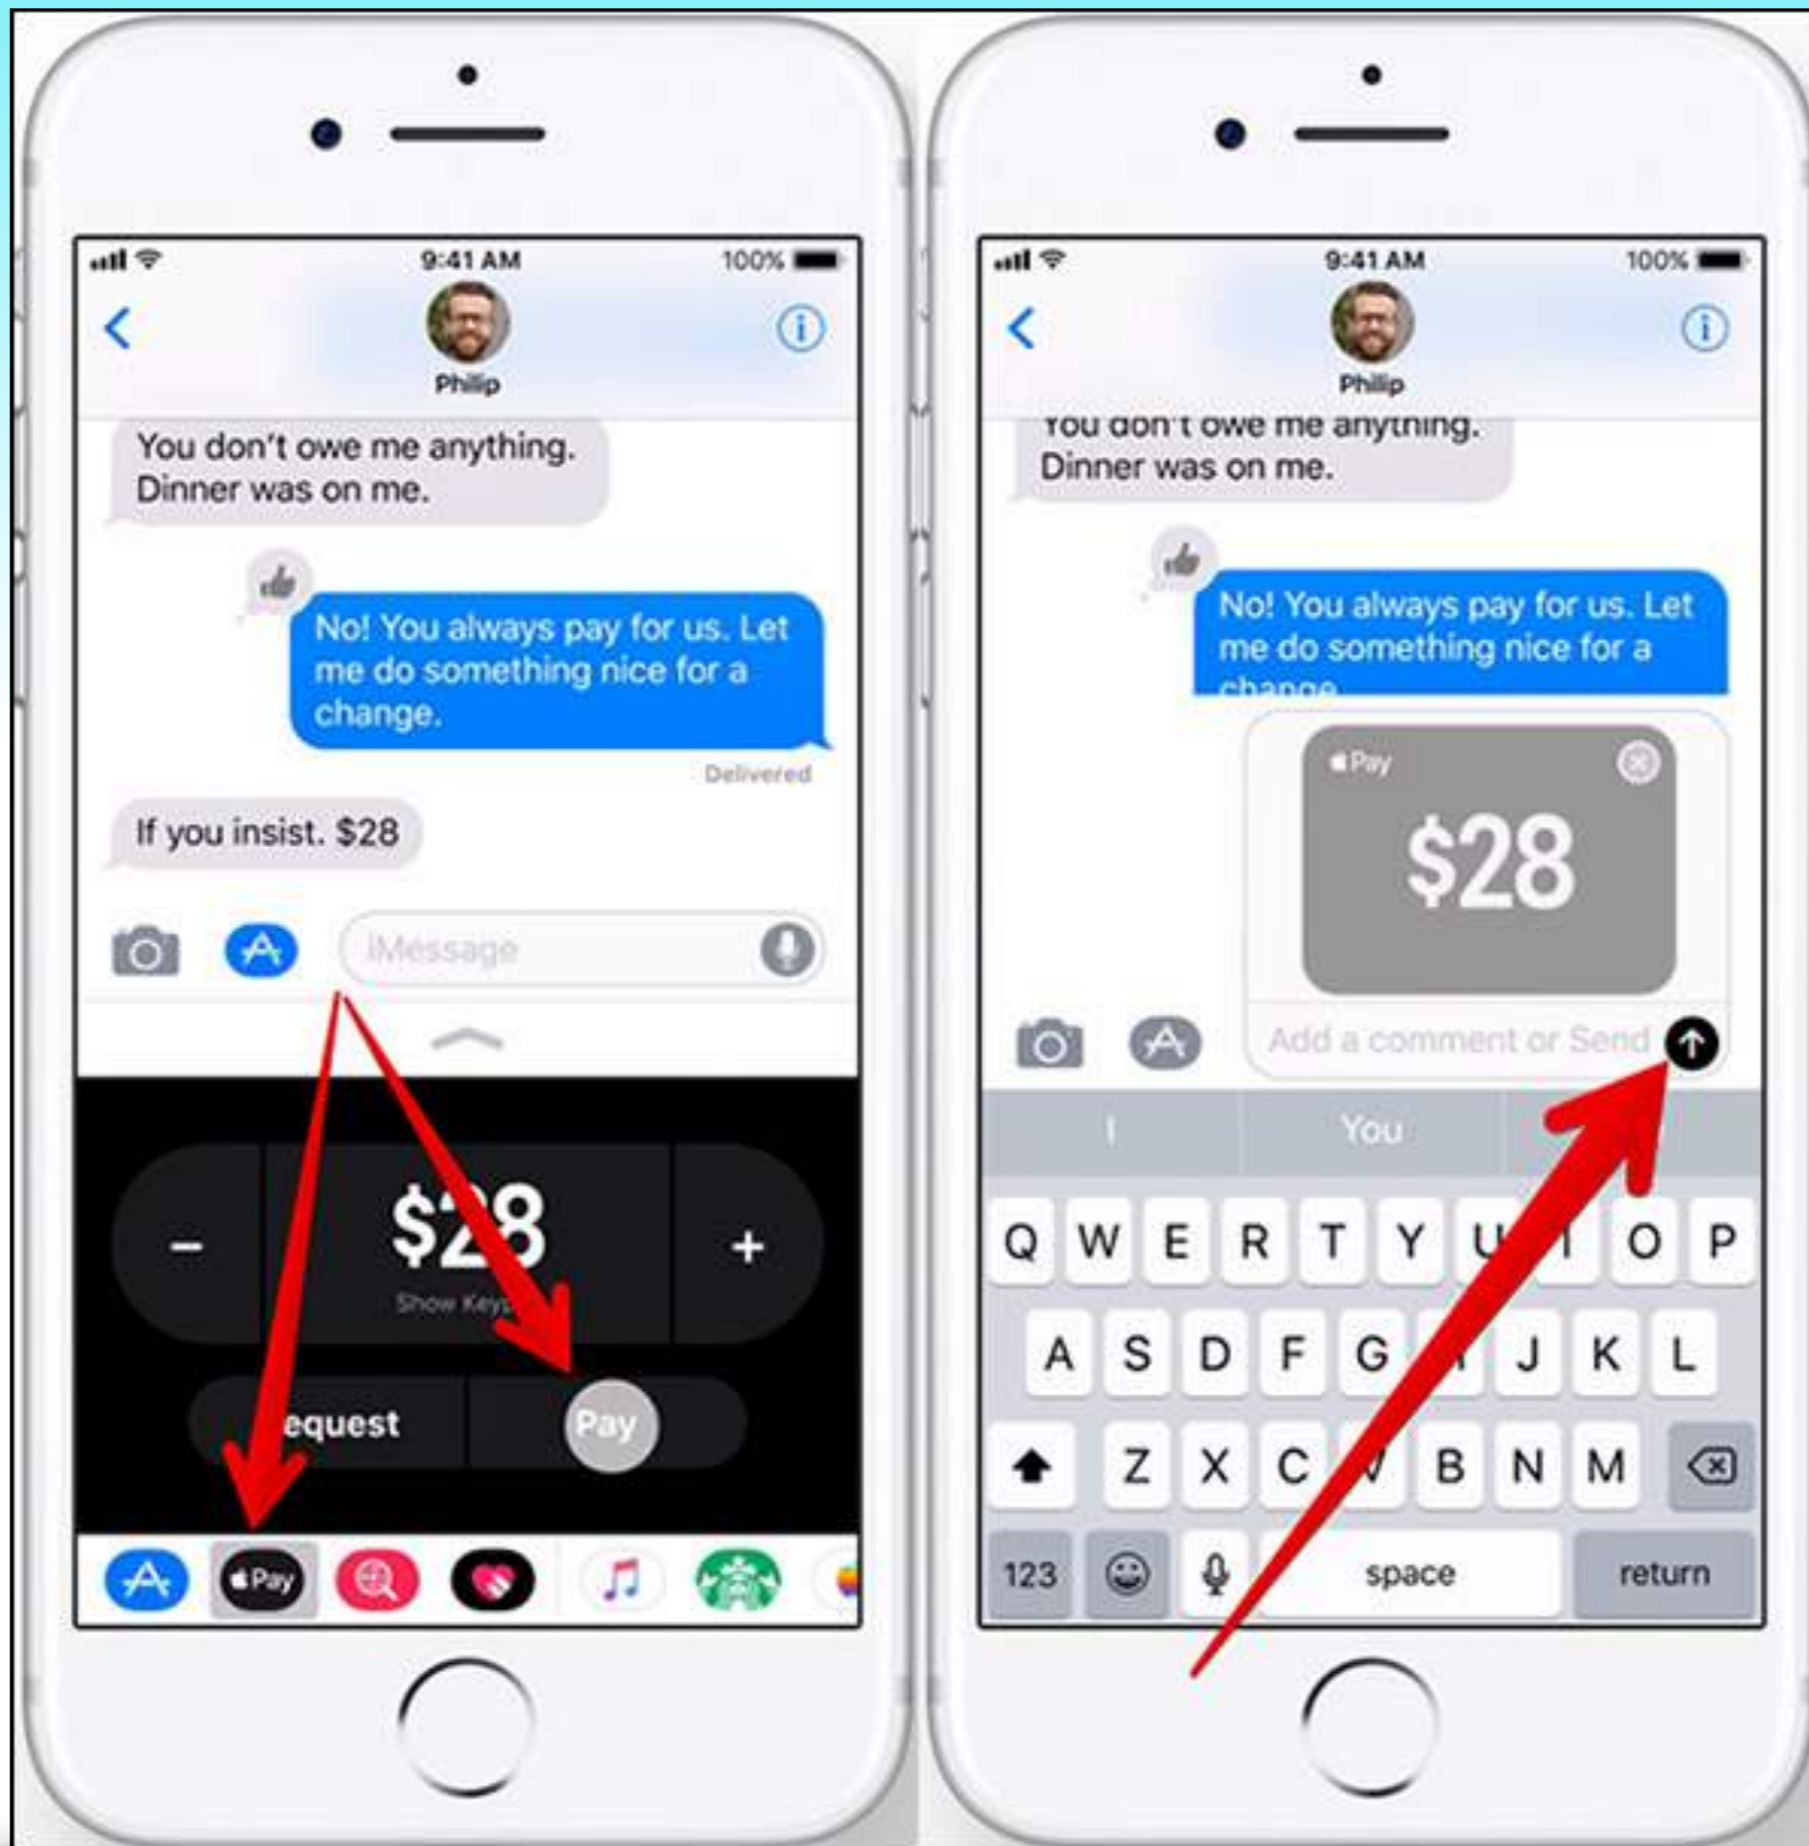 9:41 AM
100%
Philip
You don't owe me anything.
Dinner was on me.
No! You always pay for us. Let
me do something nice for a
change.
Delivered
If you insist. $28
iMessage
−
$28
+
Show
equest
Pay
Pay
9:41 AM
100%
Philip
You don't owe me anything.
Dinner was on me.
No! You always pay for us. Let
me do something nice for a
change
Pay
$28
Add a comment or Send
I
You
Q W E R T Y U I O P
A S D F G J K L
Z X C V B N M
123
space
return